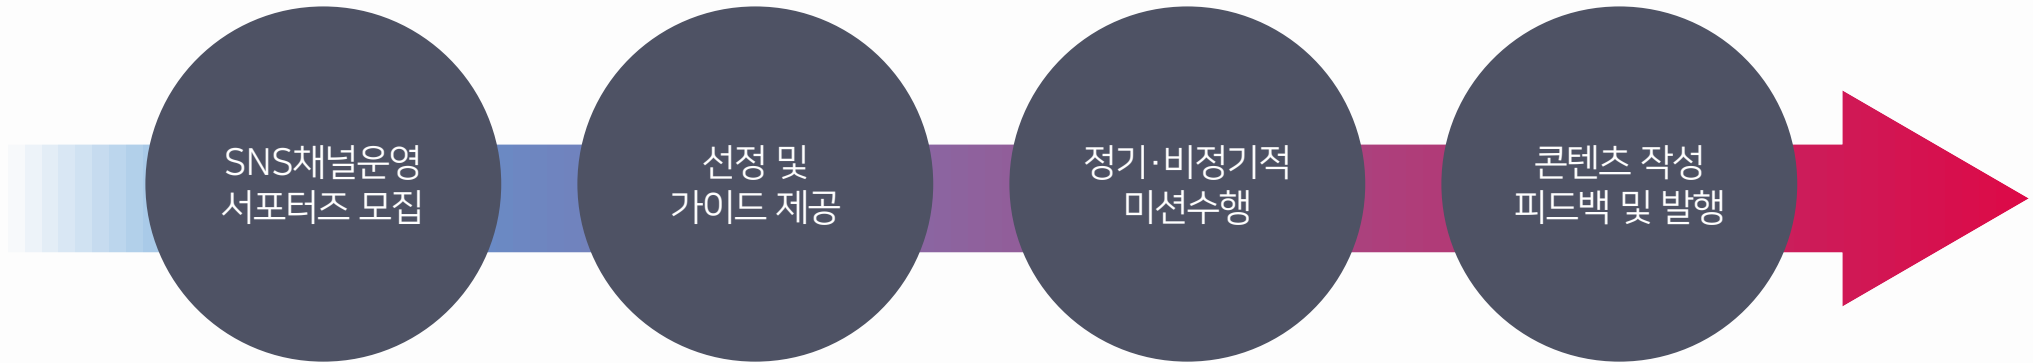 SNS채널운영
서포터즈 모집
선정 및
가이드 제공
정기·비정기적
미션수행
콘텐츠 작성
피드백 및 발행